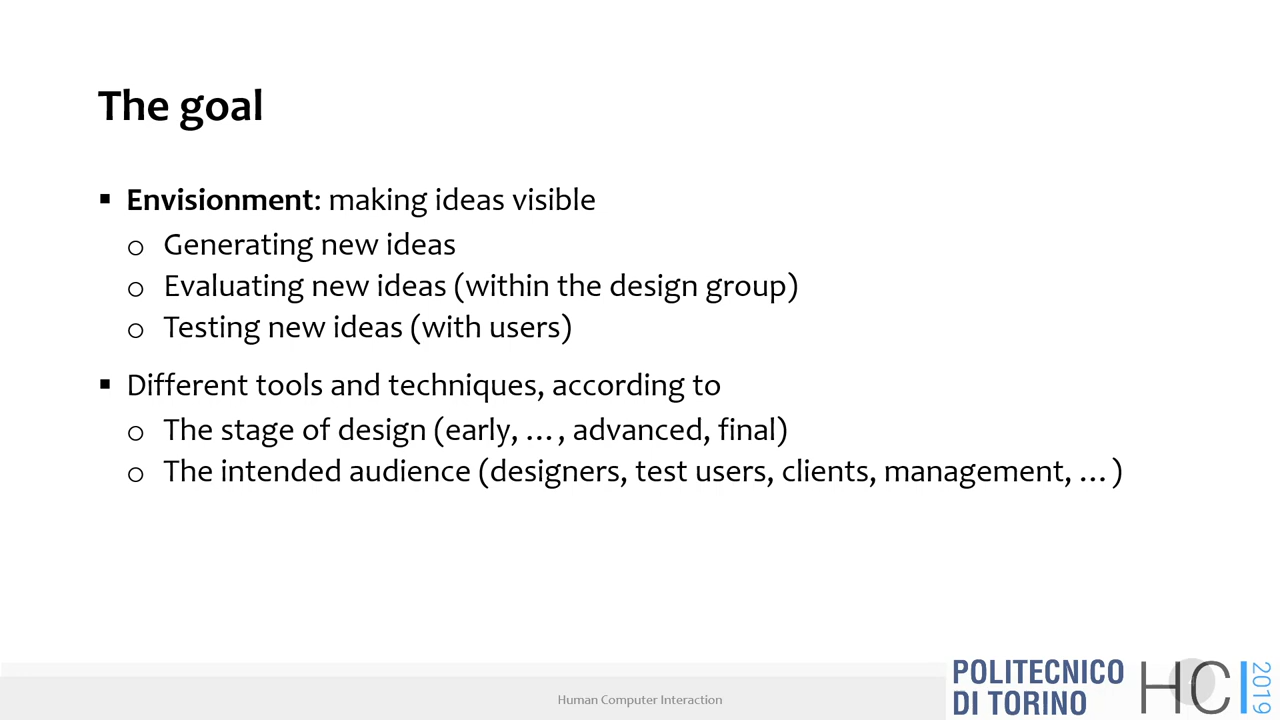 The goal
▪ Envisionment: making ideas visible
o Generating new ideas
o Evaluating new ideas (within the design group)
o Testing new ideas (with users)
▪ Different tools and techniques, according to
o The stage of design (early, …, advanced, final)
o The intended audience (designers, test users, clients, management, …)
Human Computer Interaction
POLITECNICO
DI TORINO
HCI
2019